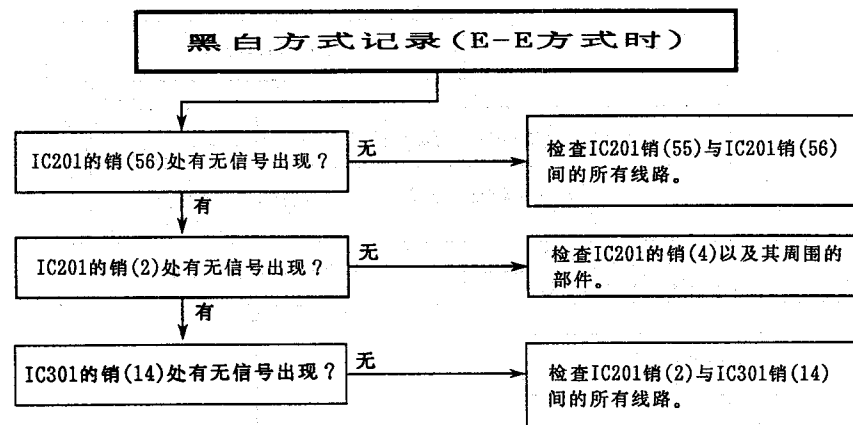 黑白方式记录(E-E方式时)
IC201的销(56)处有无信号出现?
无
检查IC201销(55)与IC201销(56)
间的所有线路。
有
IC201的销(2)处有无信号出现?
无
检查IC201的销(4)以及其周围的
部件。
有
IC301的销(14)处有无信号出现?
无
检查IC201销(2)与IC301销(14)
间的所有线路。